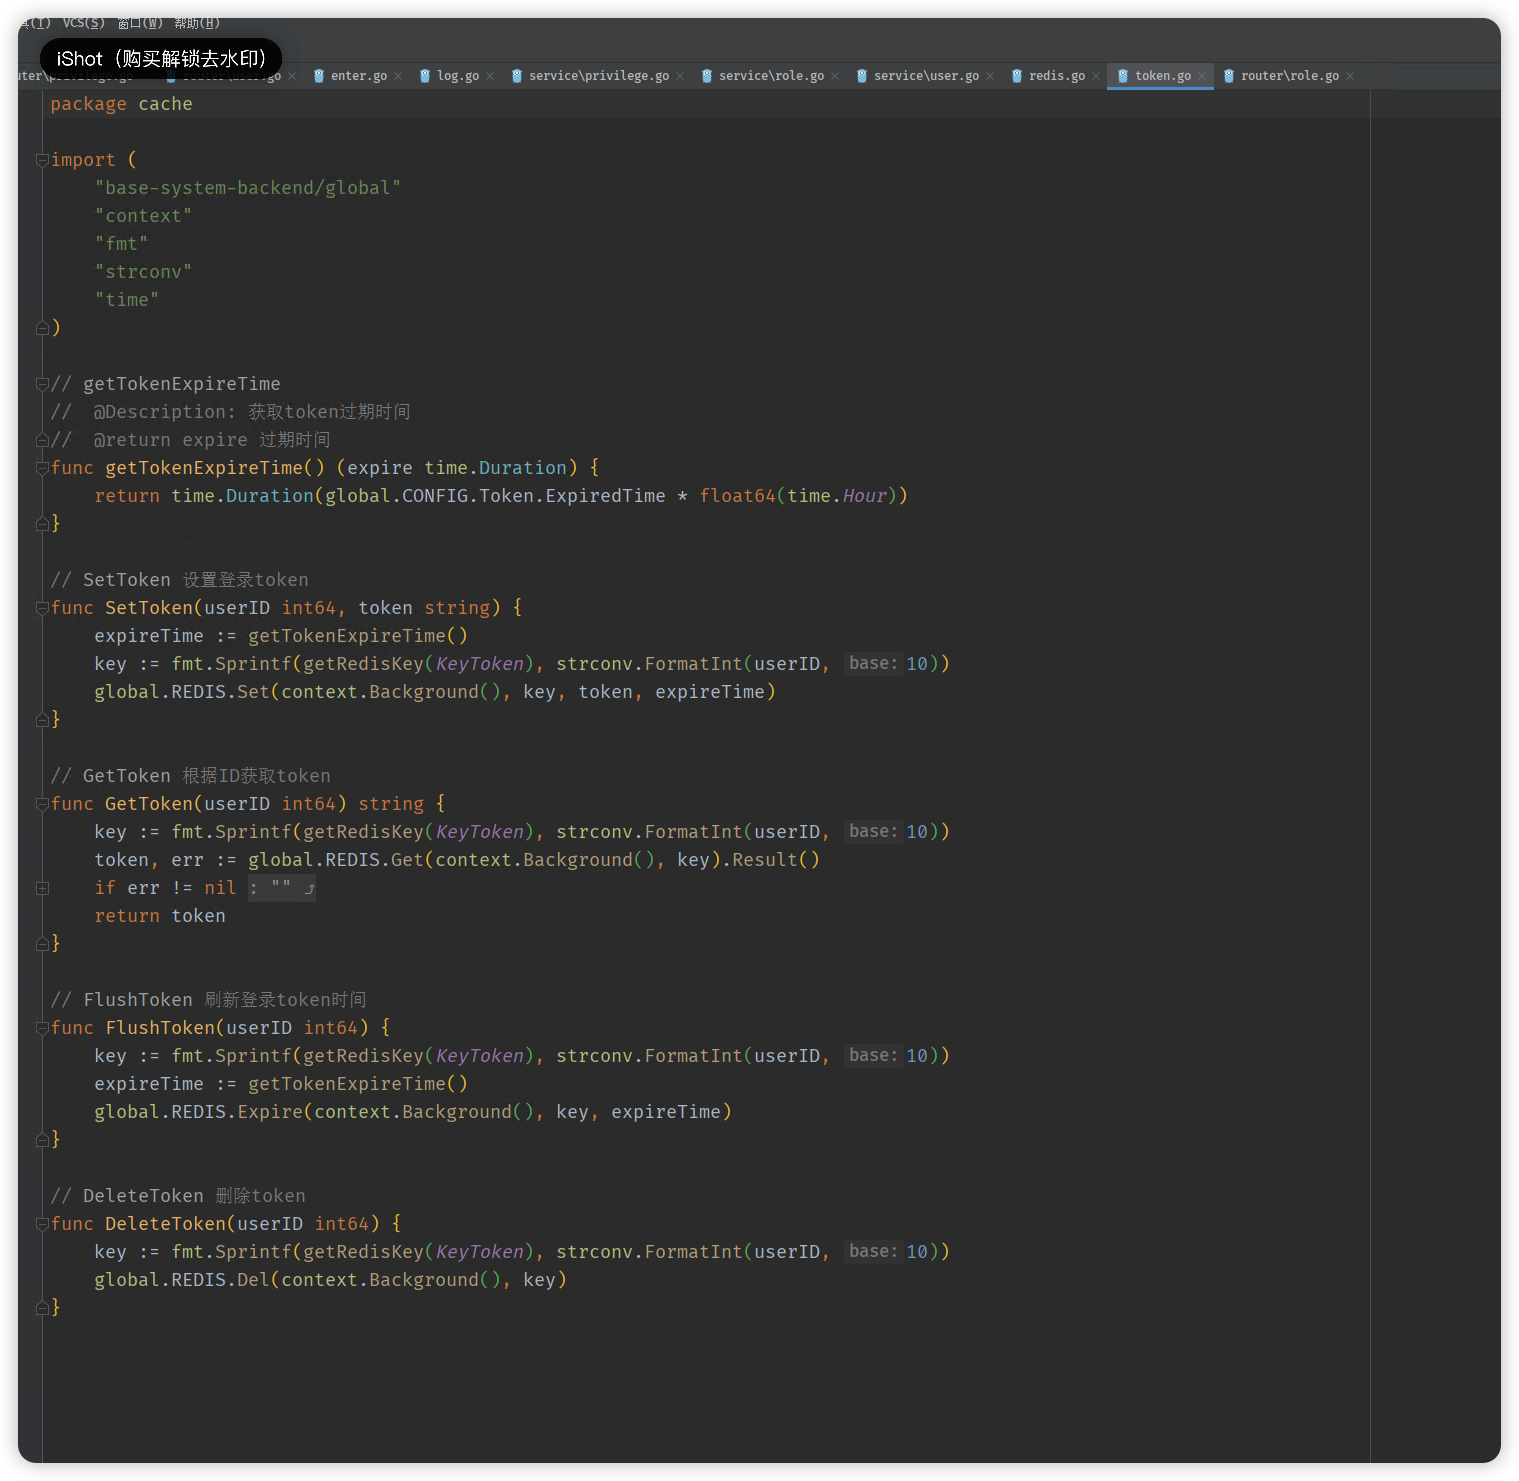 (T) VCS(S) 窗口(W) 帮助(H)
iShot（购买解锁去水印）
uter\privilege.go router\user.go enter.go log.go service\privilege.go service\role.go service\user.go redis.go token.go router\role.go
package cache
import (
"base-system-backend/global"
"context"
"fmt"
"strconv"
"time"
)
// getTokenExpireTime
// @Description: 获取token过期时间
// @return expire 过期时间
func getTokenExpireTime() (expire time.Duration) {
return time.Duration(global.CONFIG.Token.ExpiredTime * float64(time.Hour))
}
// SetToken 设置登录token
func SetToken(userID int64, token string) {
expireTime := getTokenExpireTime()
key := fmt.Sprintf(getRedisKey(KeyToken), strconv.FormatInt(userID, base: 10))
global.REDIS.Set(context.Background(), key, token, expireTime)
}
// GetToken 根据ID获取token
func GetToken(userID int64) string {
key := fmt.Sprintf(getRedisKey(KeyToken), strconv.FormatInt(userID, base: 10))
token, err := global.REDIS.Get(context.Background(), key).Result()
if err != nil : "" ⤴
return token
}
// FlushToken 刷新登录token时间
func FlushToken(userID int64) {
key := fmt.Sprintf(getRedisKey(KeyToken), strconv.FormatInt(userID, base: 10))
expireTime := getTokenExpireTime()
global.REDIS.Expire(context.Background(), key, expireTime)
}
// DeleteToken 删除token
func DeleteToken(userID int64) {
key := fmt.Sprintf(getRedisKey(KeyToken), strconv.FormatInt(userID, base: 10))
global.REDIS.Del(context.Background(), key)
}